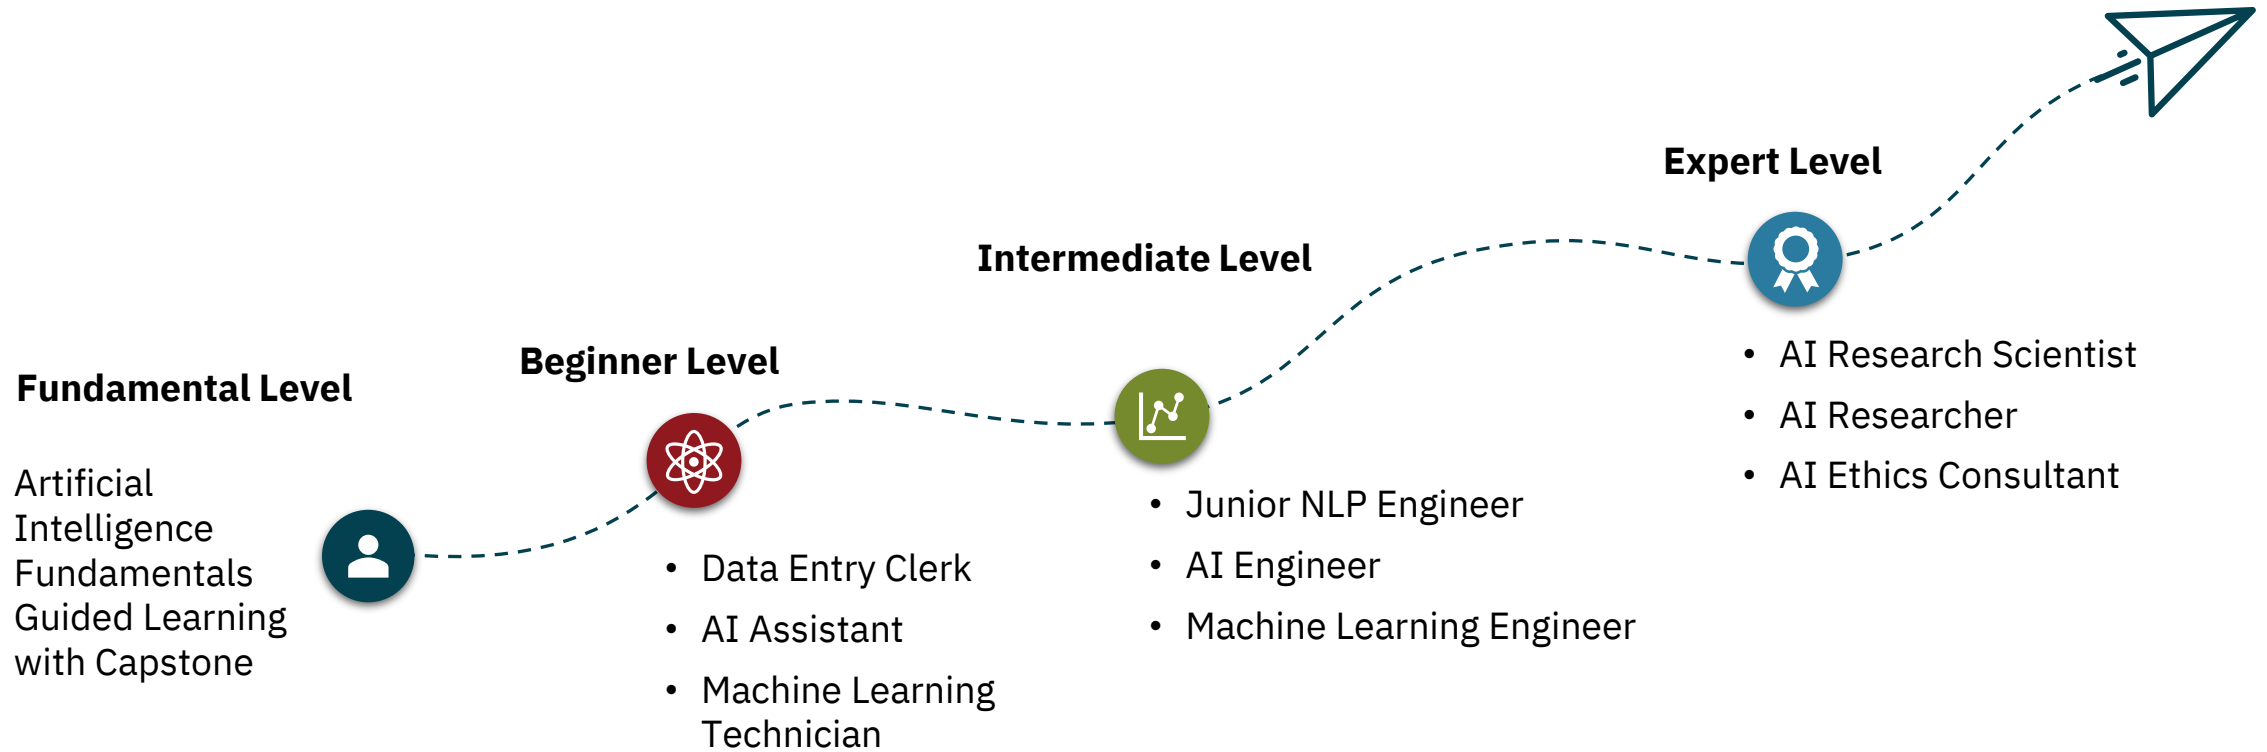 Fundamental Level
Artificial
Intelligence
Fundamentals
Guided Learning
with Capstone
Beginner Level
• Data Entry Clerk
• AI Assistant
• Machine Learning
Technician
Intermediate Level
• Junior NLP Engineer
• AI Engineer
• Machine Learning Engineer
Expert Level
• AI Research Scientist
• AI Researcher
• AI Ethics Consultant